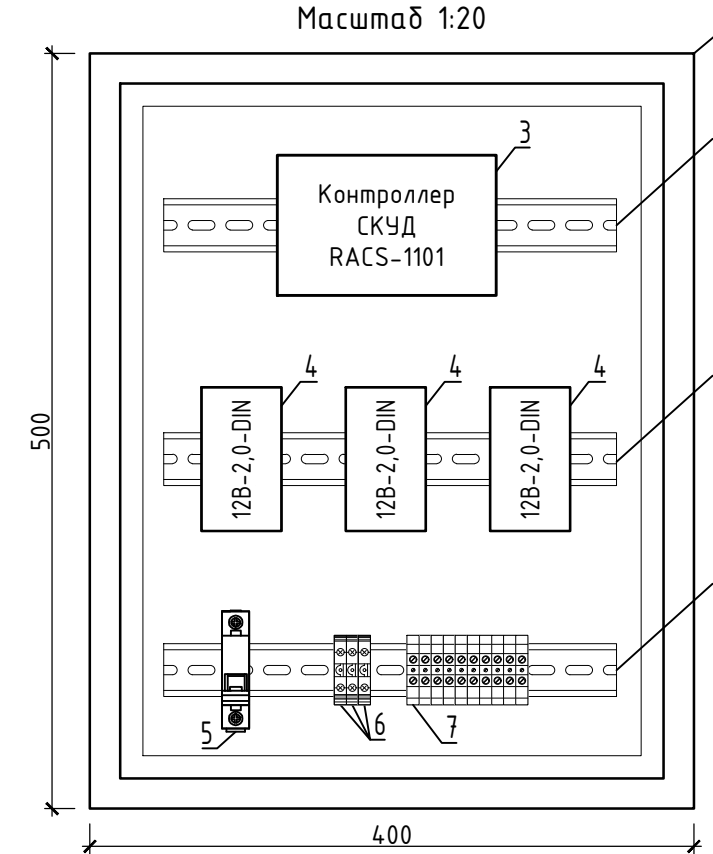 Масштаб 1:20
3
Контроллер
СКУД
RACS-1101
4
4
4
12В-2,0-DIN
12В-2,0-DIN
12В-2,0-DIN
500
5
6
7
400